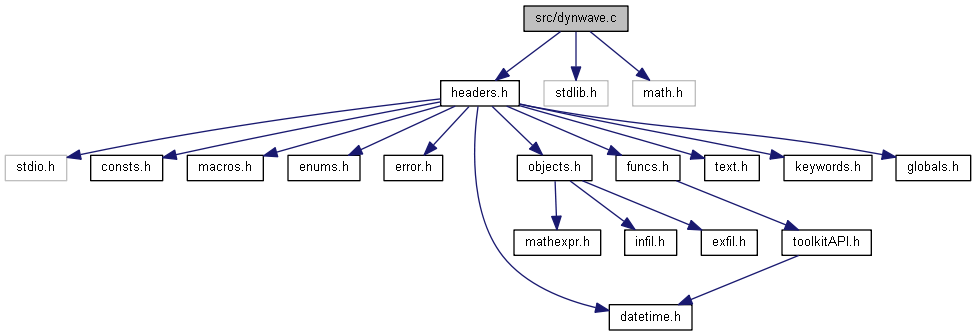 src/dynwave.c
headers.h
stdlib.h
math.h
stdio.h
consts.h
macros.h
enums.h
error.h
objects.h
funcs.h
text.h
keywords.h
globals.h
mathexpr.h
infil.h
exfil.h
toolkitAPI.h
datetime.h